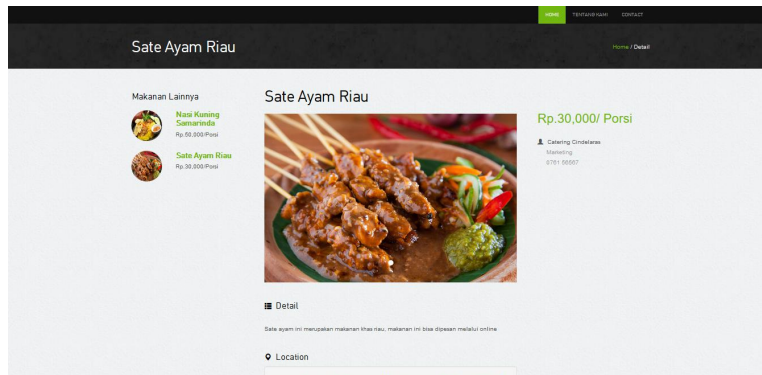 HOME TENTANG KAMI CONTACT
Sate Ayam Riau
Home / Detail
Makanan Lainnya
Nasi Kuning
Samarinda
Rp.50,000/Porsi
Sate Ayam Riau
Rp.30,000/Porsi
Sate Ayam Riau
Rp.30,000/ Porsi
Catering Cindelaras
Marketing
Detail
Sate ayam ini merupakan makanan khas riau, makanan ini bisa dipesan melalui online
Location